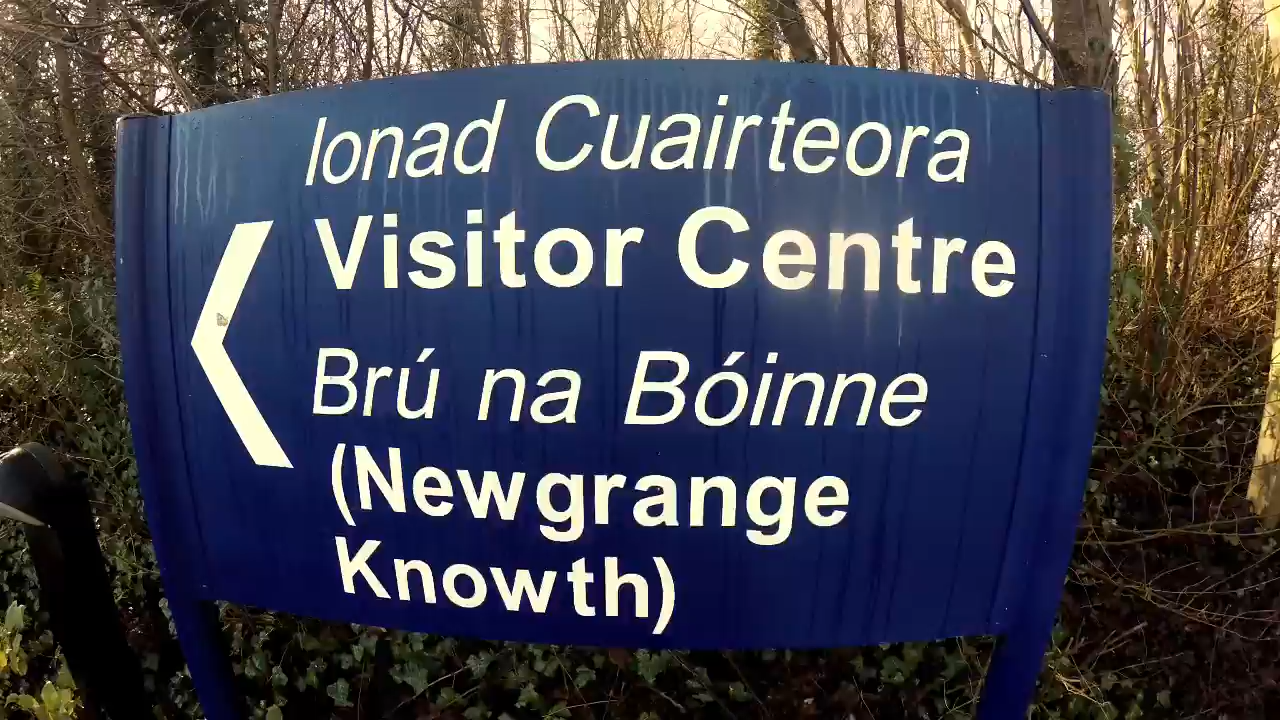 Ionad Cuairteora
Visitor Centre
Brú na Bóinne
(Newgrange
Knowth)